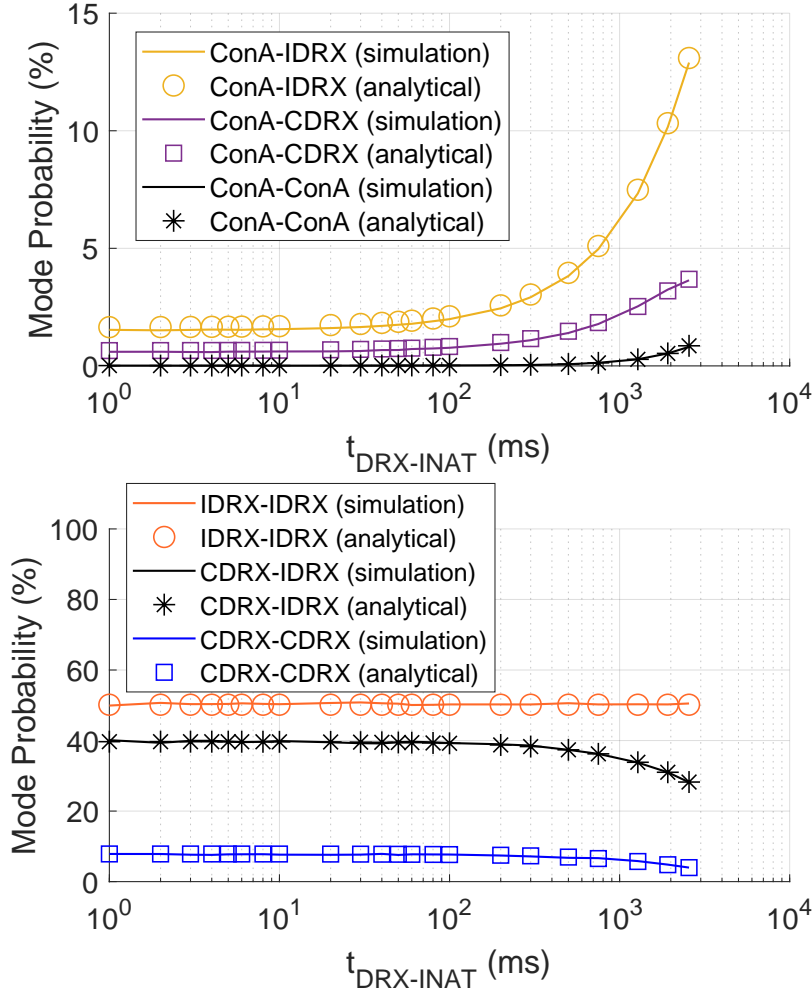 15
10
5
0
Mode Probability (%)
ConA-IDRX (simulation)
ConA-IDRX (analytical)
ConA-CDRX (simulation)
ConA-CDRX (analytical)
ConA-ConA (simulation)
ConA-ConA (analytical)
10^0 10^1 10^2 10^3 10^4
t_DRX-INAT (ms)
100
80
60
40
20
0
Mode Probability (%)
IDRX-IDRX (simulation)
IDRX-IDRX (analytical)
CDRX-IDRX (simulation)
CDRX-IDRX (analytical)
CDRX-CDRX (simulation)
CDRX-CDRX (analytical)
10^0 10^1 10^2 10^3 10^4
t_DRX-INAT (ms)